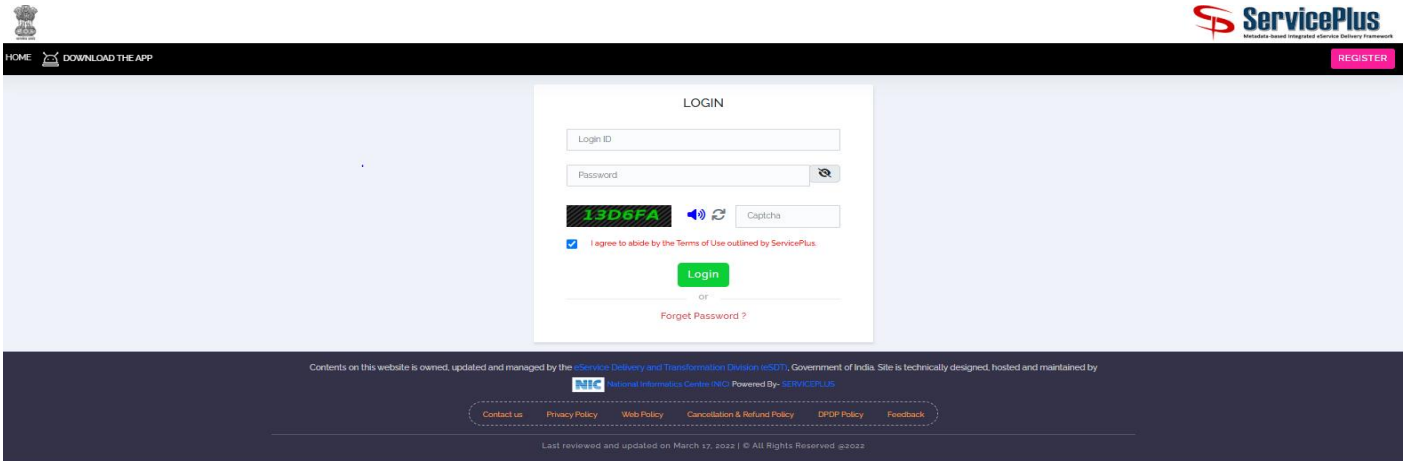 ServicePlus
Metadata-based Integrated eService Delivery Framework
HOME DOWNLOAD THE APP REGISTER
LOGIN
Login ID
Password
13D6FA Captcha
I agree to abide by the Terms of Use outlined by ServicePlus.
Login
or
Forget Password ?
Contents on this website is owned, updated and managed by the eService Delivery and Transformation Division (eSDT), Government of India. Site is technically designed, hosted and maintained by
NIC National Informatics Centre (NIC) Powered By- SERVICEPLUS
Contact us Privacy Policy Web Policy Cancellation & Refund Policy DPDP Policy Feedback
Last reviewed and updated on March 17, 2022 | © All Rights Reserved @2022